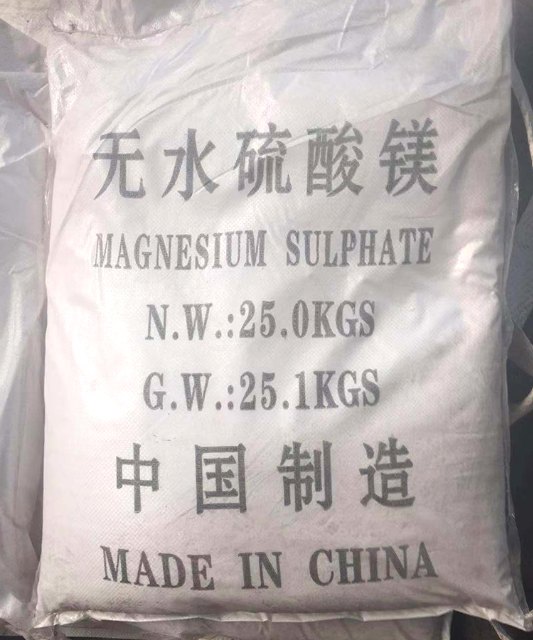 无水硫酸镁
MAGNESIUM SULPHATE
N.W.:25.0KGS
G.W.:25.1KGS
中国制造
MADE IN CHINA